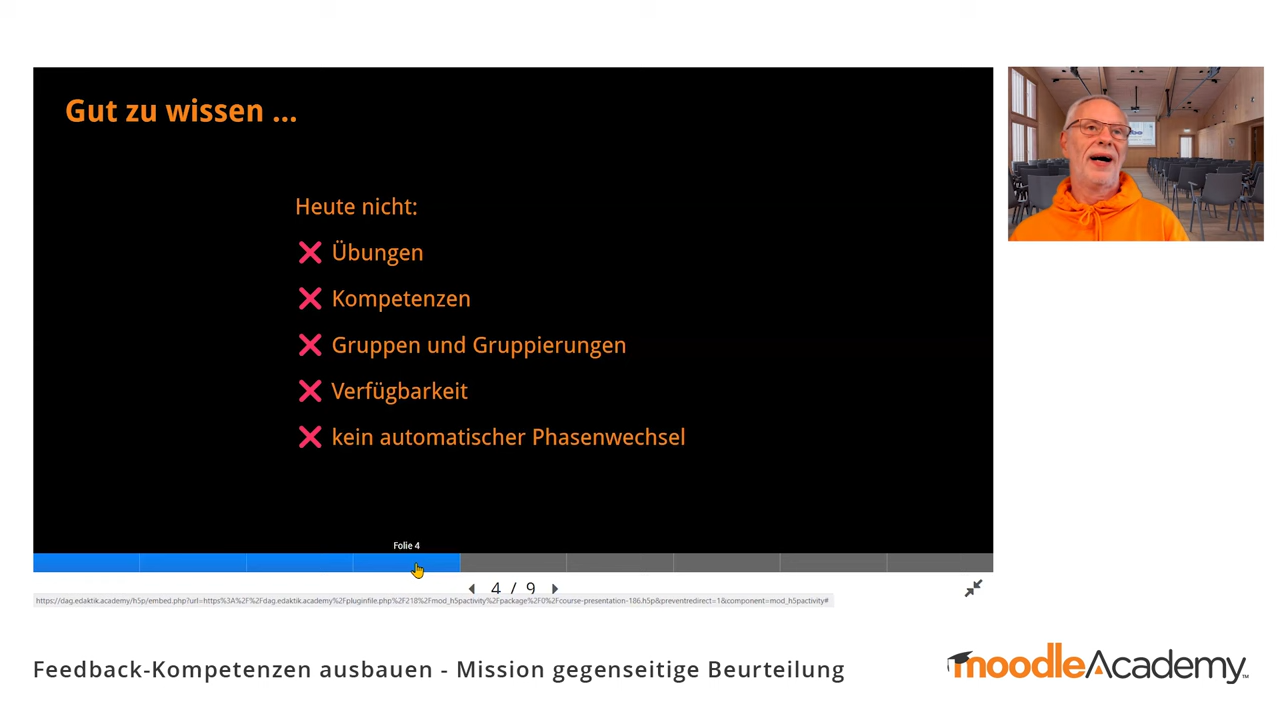 Gut zu wissen ...
Heute nicht:
❌ Übungen
❌ Kompetenzen
❌ Gruppen und Gruppierungen
❌ Verfügbarkeit
❌ kein automatischer Phasenwechsel
Folie 4
4 / 9
https://dag.edaktik.academy/h5p/embed.php?url=https%3A%2F%2Fdag.edaktik.academy%2Fpluginfile.php%2F218%2Fmod_h5pactivity%2Fpackage%2F0%2Fcourse-presentation-186.h5p&preventredirect=1&component=mod_h5pactivity#
Feedback-Kompetenzen ausbauen - Mission gegenseitige Beurteilung
moodleAcademy™